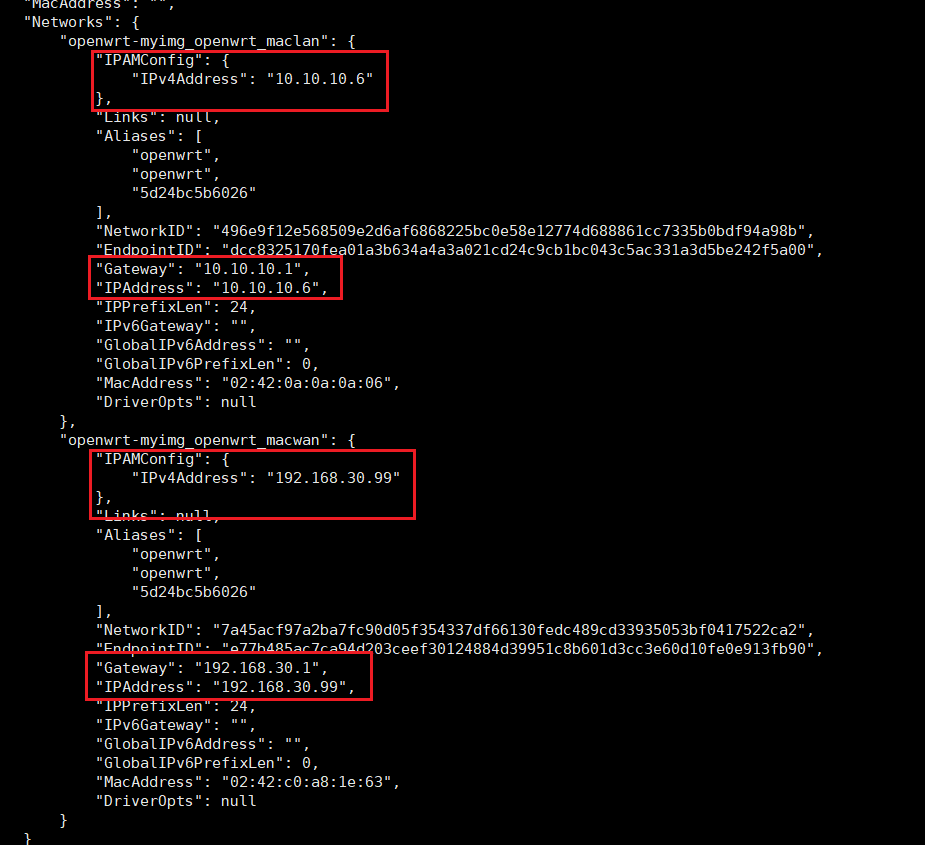 "MacAddress": "",
"Networks": {
"openwrt-myimg_openwrt_maclan": {
"IPAMConfig": {
"IPv4Address": "10.10.10.6"
},
"Links": null,
"Aliases": [
"openwrt",
"openwrt",
"5d24bc5b6026"
],
"NetworkID": "496e9f12e568509e2d6af6868225bc0e58e12774d688861cc7335b0bdf94a98b",
"EndpointID": "dcc8325170fea01a3b634a4a3a021cd24c9cb1bc043c5ac331a3d5be242f5a00",
"Gateway": "10.10.10.1",
"IPAddress": "10.10.10.6",
"IPPrefixLen": 24,
"IPv6Gateway": "",
"GlobalIPv6Address": "",
"GlobalIPv6PrefixLen": 0,
"MacAddress": "02:42:0a:0a:0a:06",
"DriverOpts": null
},
"openwrt-myimg_openwrt_macwan": {
"IPAMConfig": {
"IPv4Address": "192.168.30.99"
},
"Links": null,
"Aliases": [
"openwrt",
"openwrt",
"5d24bc5b6026"
],
"NetworkID": "7a45acf97a2ba7fc90d05f354337df66130fedc489cd33935053bf0417522ca2",
"EndpointID": "e77b485ac7ca94d203ceef30124884d39951c8b601d3cc3e60d10fe0e913fb90",
"Gateway": "192.168.30.1",
"IPAddress": "192.168.30.99",
"IPPrefixLen": 24,
"IPv6Gateway": "",
"GlobalIPv6Address": "",
"GlobalIPv6PrefixLen": 0,
"MacAddress": "02:42:c0:a8:1e:63",
"DriverOpts": null
}
}